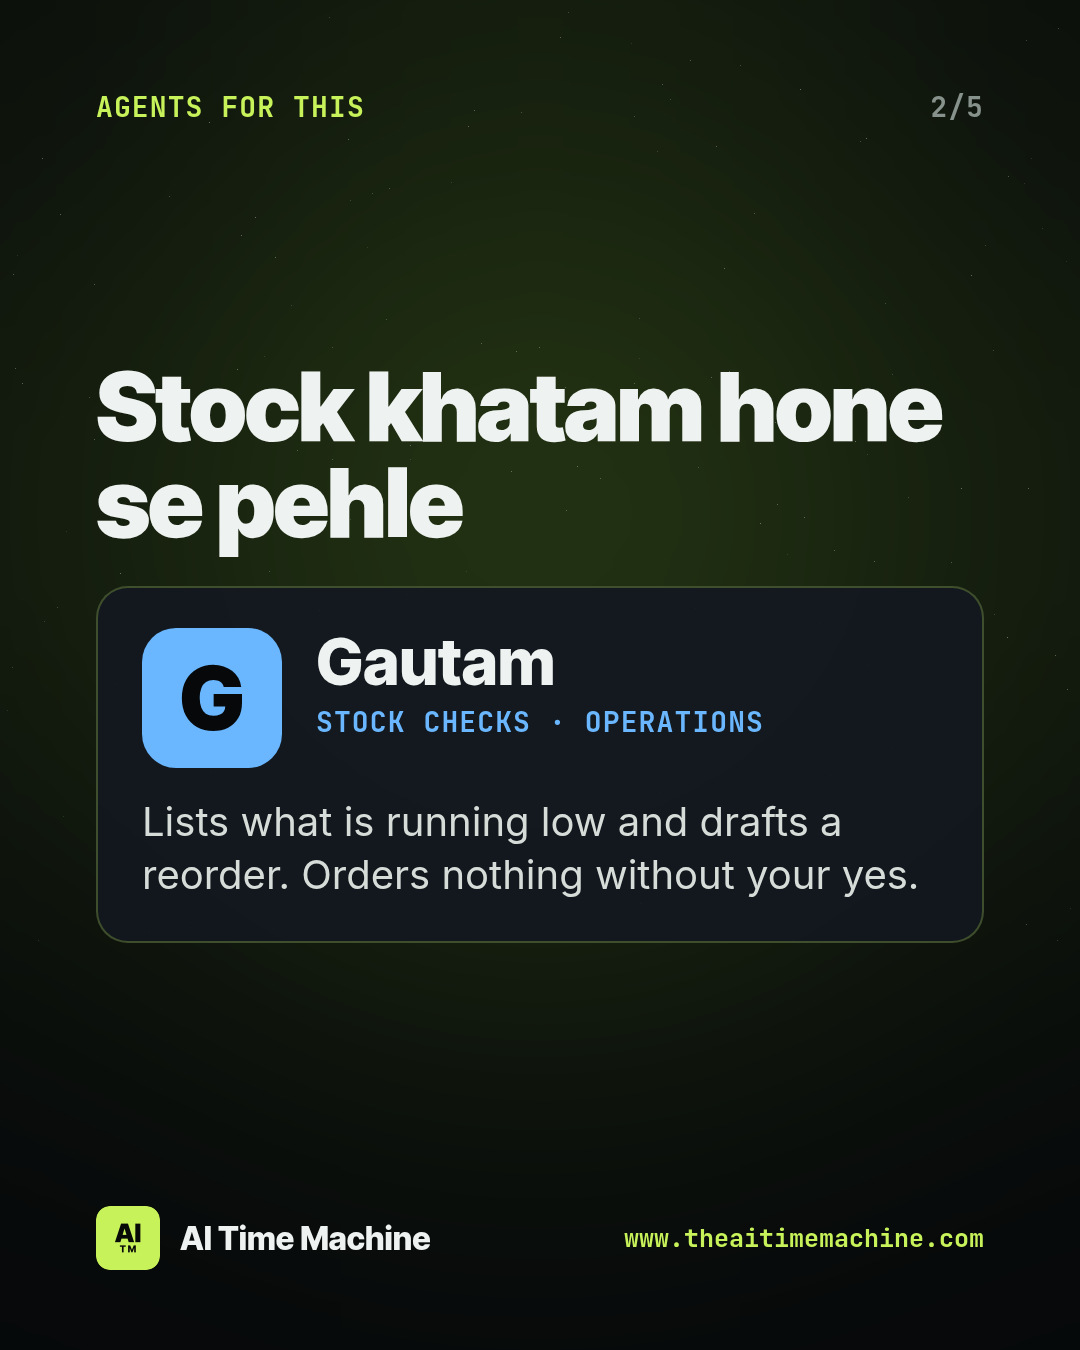 AGENTS FOR THIS
2/5
Stock khatam hone
se pehle
G
Gautam
STOCK CHECKS · OPERATIONS
Lists what is running low and drafts a
reorder. Orders nothing without your yes.
AI
TM
AI Time Machine
www.theaitimemachine.com